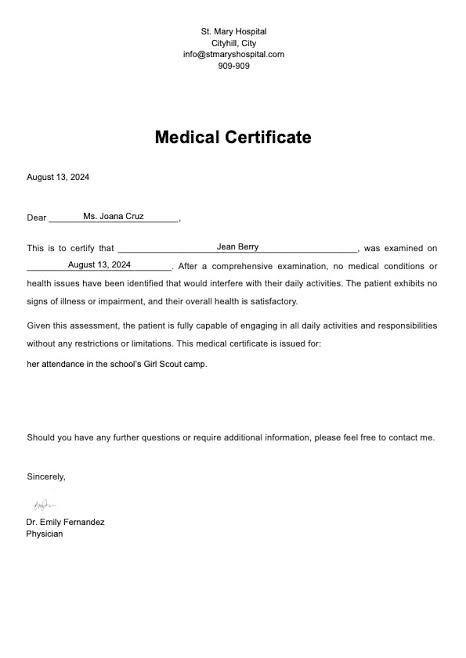 St. Mary Hospital
Cityhill, City
info@stmaryshospital.com
909-909
Medical Certificate
August 13, 2024
Dear Ms. Joana Cruz,
This is to certify that Jean Berry, was examined on
August 13, 2024. After a comprehensive examination, no medical conditions or
health issues have been identified that would interfere with their daily activities. The patient exhibits no
signs of illness or impairment, and their overall health is satisfactory.
Given this assessment, the patient is fully capable of engaging in all daily activities and responsibilities
without any restrictions or limitations. This medical certificate is issued for:
her attendance in the school's Girl Scout camp.
Should you have any further questions or require additional information, please feel free to contact me.
Sincerely,
Dr. Emily Fernandez
Physician